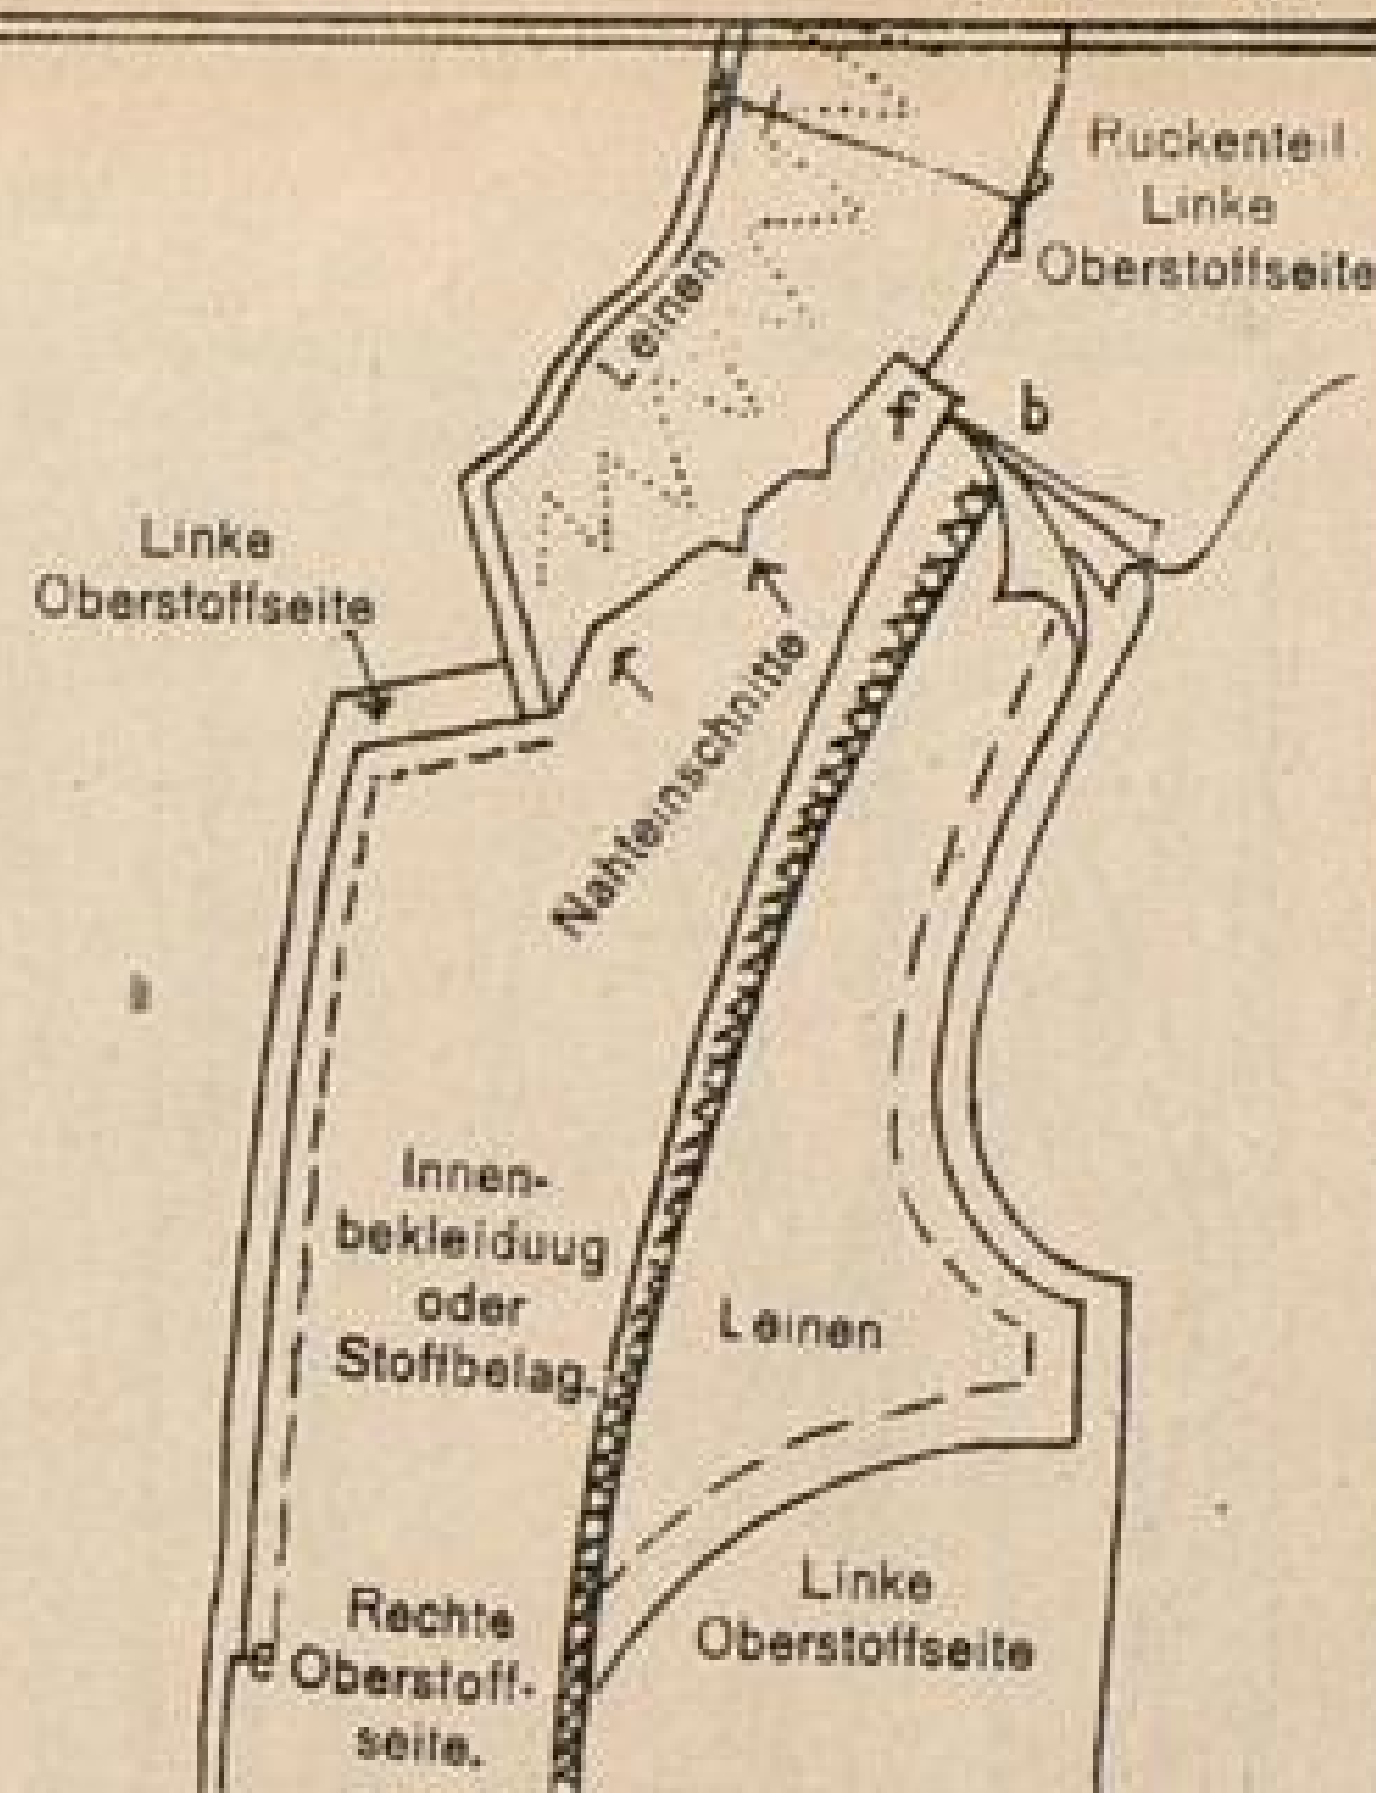 Ruckenteil
Linke
Oberstoffseite
Leinen
f
b
Linke
Oberstoffseite
Nahteinschnitte
Innen-
bekleiduug
oder
Stoffbelag.
Leinen
Linke
Oberstoffseite
Rechte
e Oberstoff-
seite.